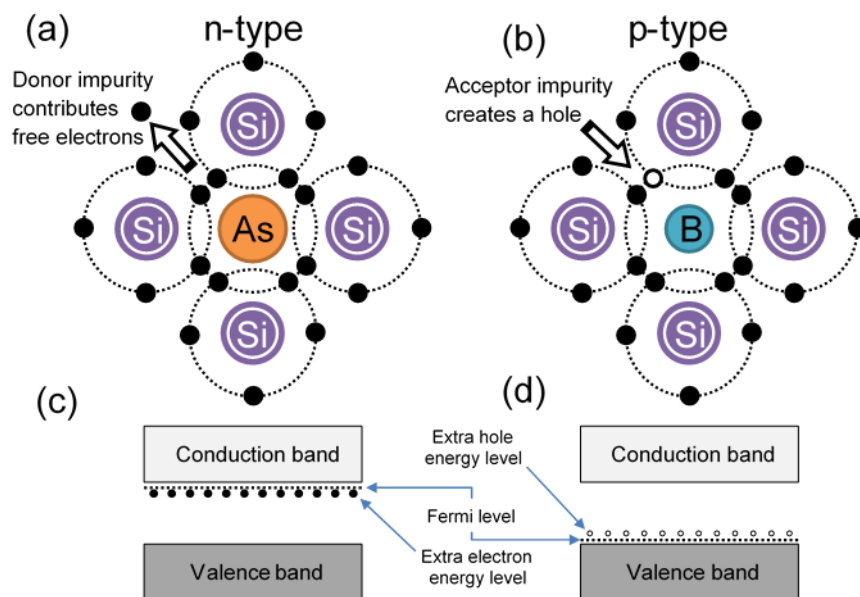 (a)
n-type
Donor impurity
contributes
free electrons
Si
Si
As
Si
Si
(b)
p-type
Acceptor impurity
creates a hole
Si
Si
B
Si
Si
(c)
Conduction band
Valence band
Extra hole
energy level
Fermi level
Extra electron
energy level
(d)
Conduction band
Valence band